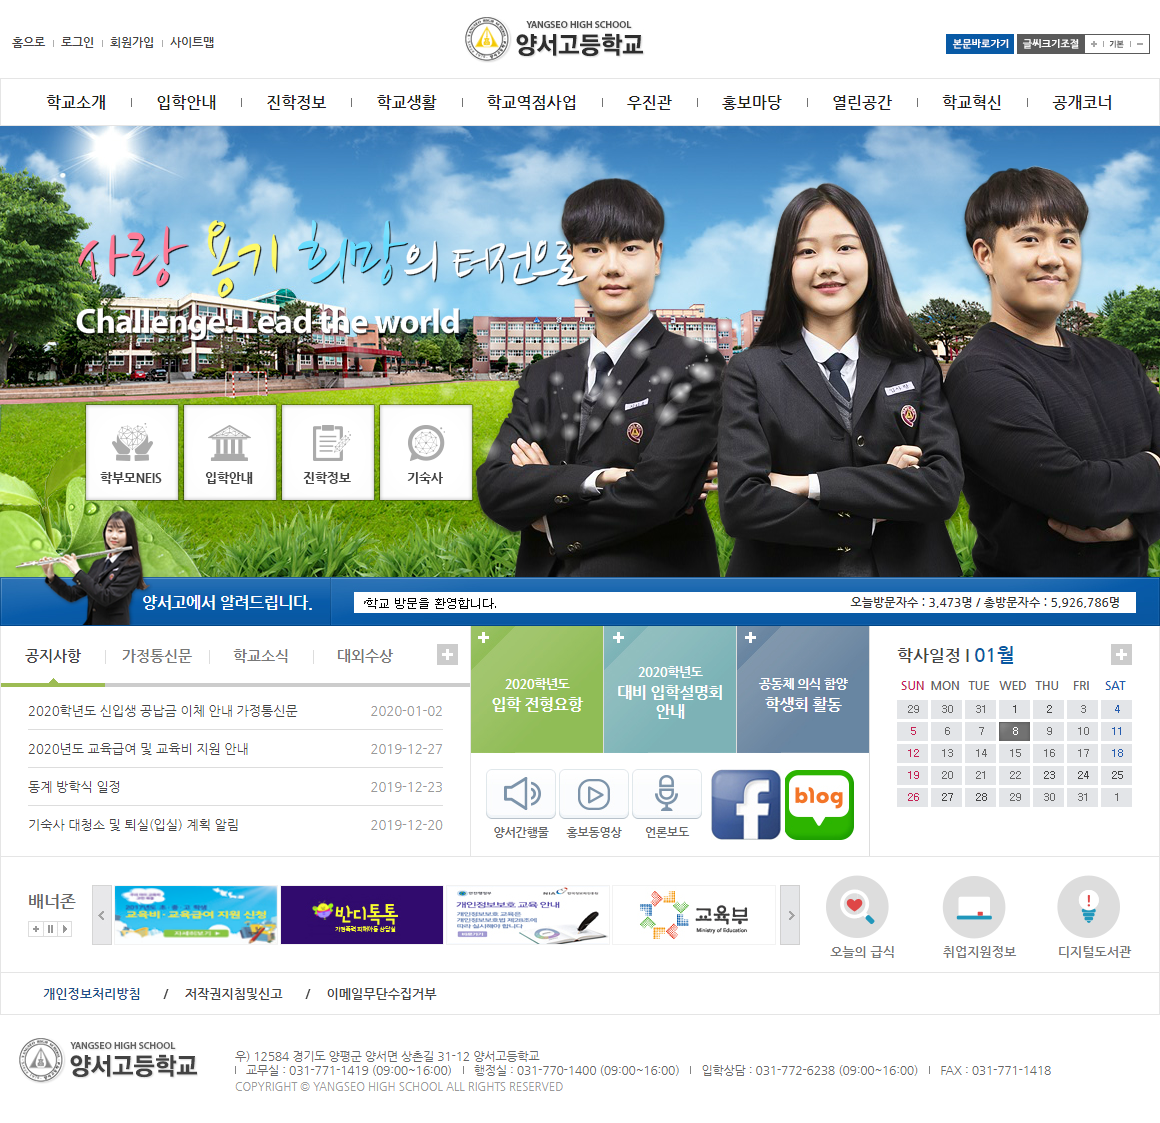 홈으로 로그인 회원가입 사이트맵
YANGSEO HIGH SCHOOL
양서고등학교
본문바로가기 글씨크기조절 + 기본 −
학교소개 입학안내 진학정보 학교생활 학교역점사업 우진관 홍보마당 열린공간 학교혁신 공개코너
사랑 용기 희망의 터전으로
Challenge. Lead the world
학부모NEIS 입학안내 진학정보 기숙사
양서고에서 알려드립니다.
학교 방문을 환영합니다.
오늘방문자수 : 3,473명 / 총방문자수 : 5,926,786명
공지사항 가정통신문 학교소식 대외수상
2020학년도 신입생 공납금 이체 안내 가정통신문 2020-01-02
2020년도 교육급여 및 교육비 지원 안내 2019-12-27
동계 방학식 일정 2019-12-23
기숙사 대청소 및 퇴실(입실) 계획 알림 2019-12-20
2020학년도
입학 전형요항
2020학년도
대비 입학설명회
안내
공동체 의식 함양
학생회 활동
양서간행물 홍보동영상 언론보도
f
blog
학사일정 I 01월
SUN MON TUE WED THU FRI SAT
29 30 31 1 2 3 4
5 6 7 8 9 10 11
12 13 14 15 16 17 18
19 20 21 22 23 24 25
26 27 28 29 30 31 1
배너존
교육비·교육급여 지원 신청
반디톡톡
가정폭력 피해아동 상담실
NIA
개인정보보호 교육 안내
개인정보보호 교육은
교육부
Ministry of Education
오늘의 급식 취업지원정보 디지털도서관
개인정보처리방침 / 저작권지침및신고 / 이메일무단수집거부
YANGSEO HIGH SCHOOL
양서고등학교
우) 12584 경기도 양평군 양서면 상촌길 31-12 양서고등학교
I 교무실 : 031-771-1419 (09:00~16:00) I 행정실 : 031-770-1400 (09:00~16:00) I 입학상담 : 031-772-6238 (09:00~16:00) I FAX : 031-771-1418
COPYRIGHT © YANGSEO HIGH SCHOOL ALL RIGHTS RESERVED